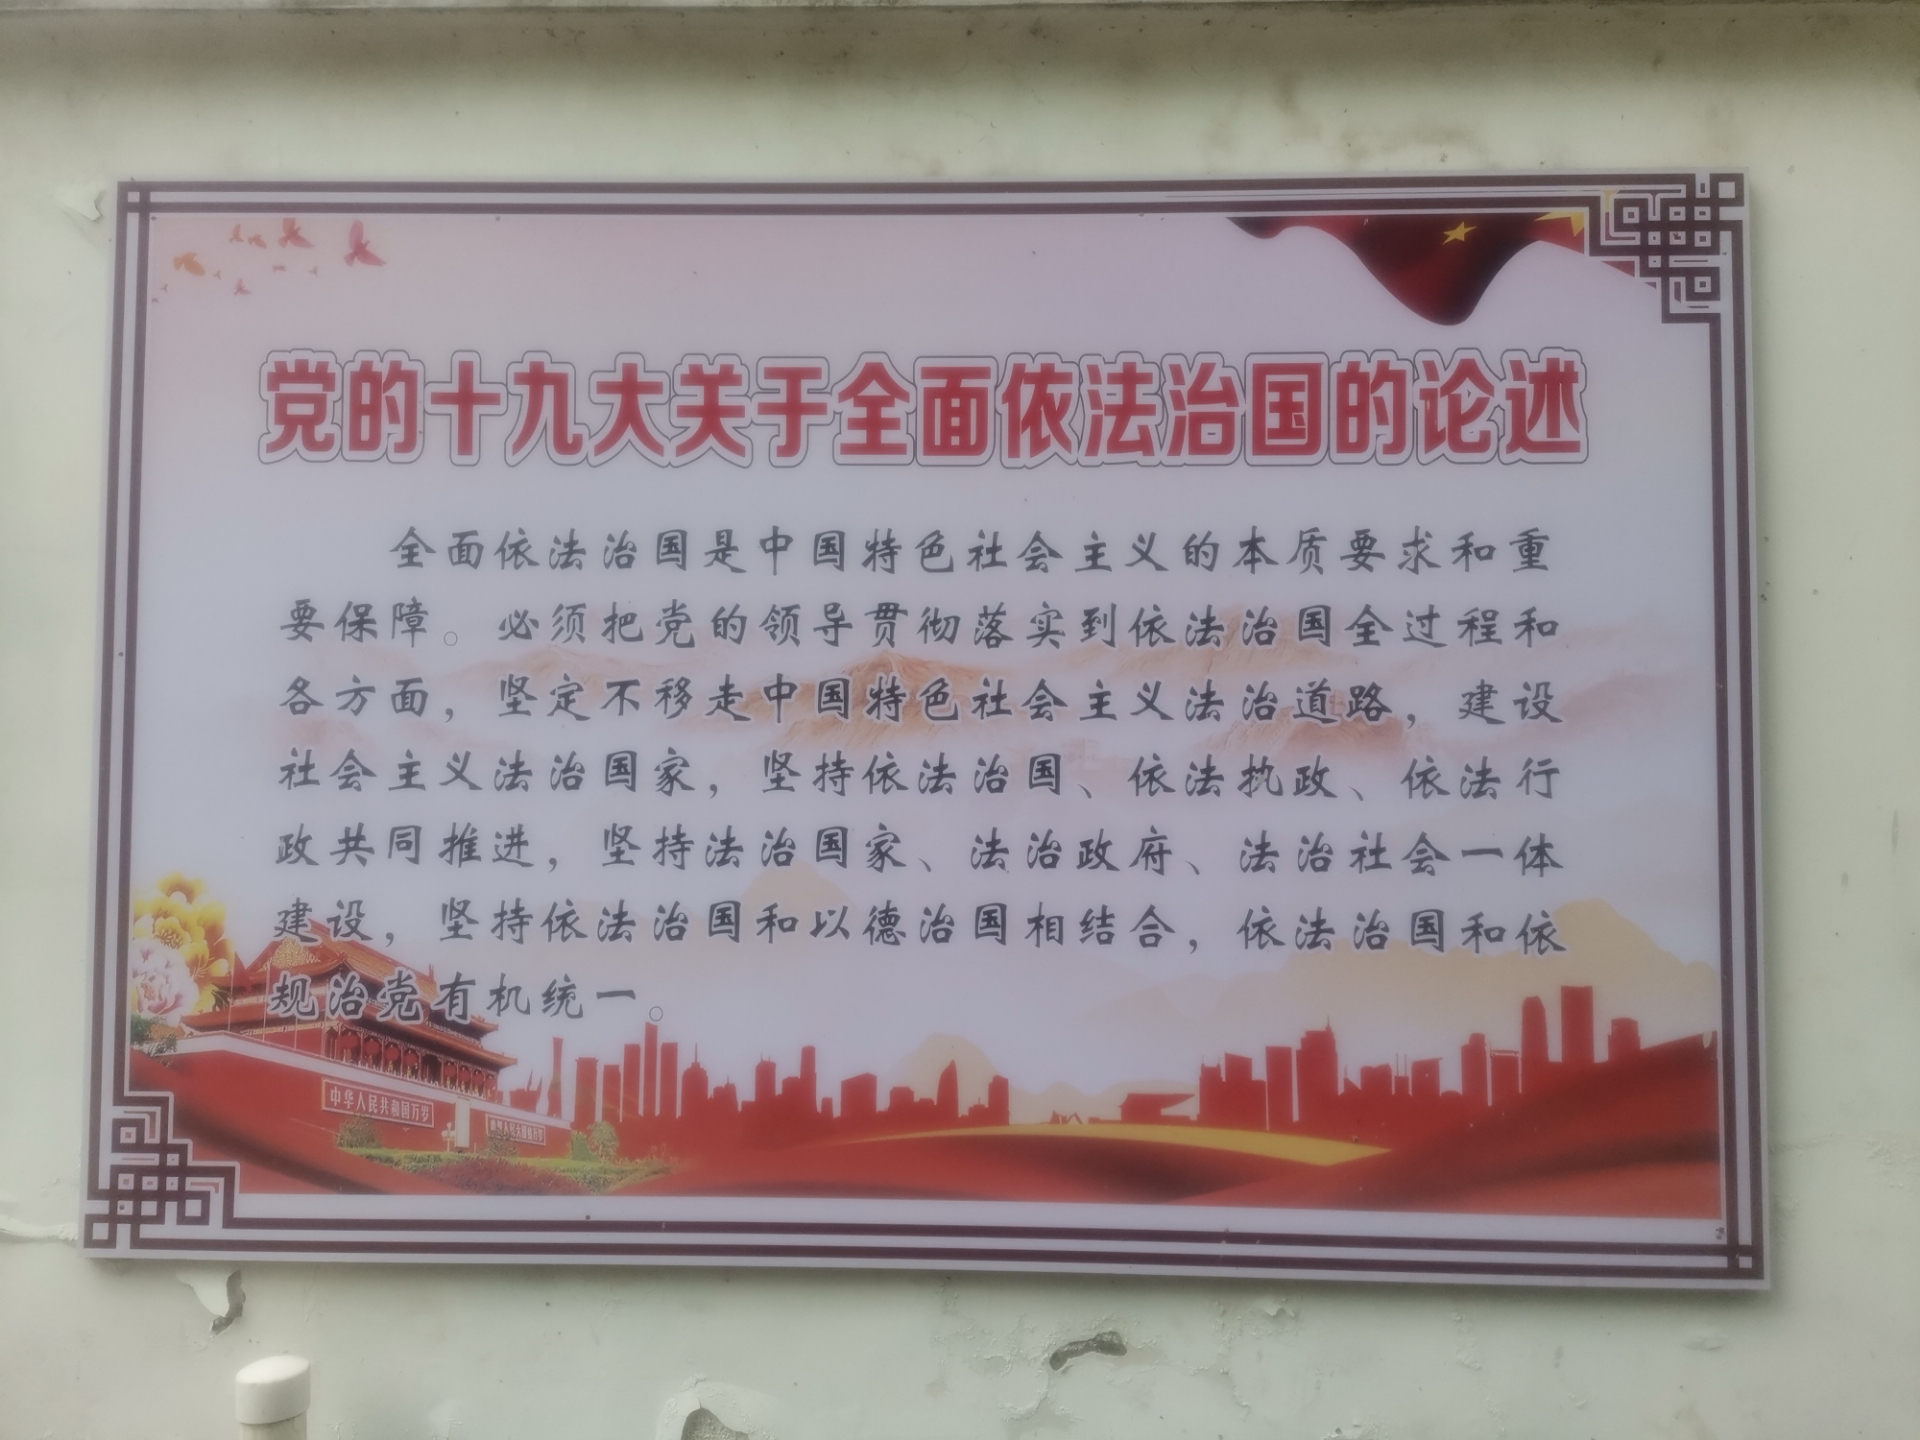 党的十九大关于全面依法治国的论述
全面依法治国是中国特色社会主义的本质要求和重
要保障。必须把党的领导贯彻落实到依法治国全过程和
各方面，坚定不移走中国特色社会主义法治道路，建设
社会主义法治国家，坚持依法治国、依法执政、依法行
政共同推进，坚持法治国家、法治政府、法治社会一体
建设，坚持依法治国和以德治国相结合，依法治国和依
规治党有机统一。
中华人民共和国万岁